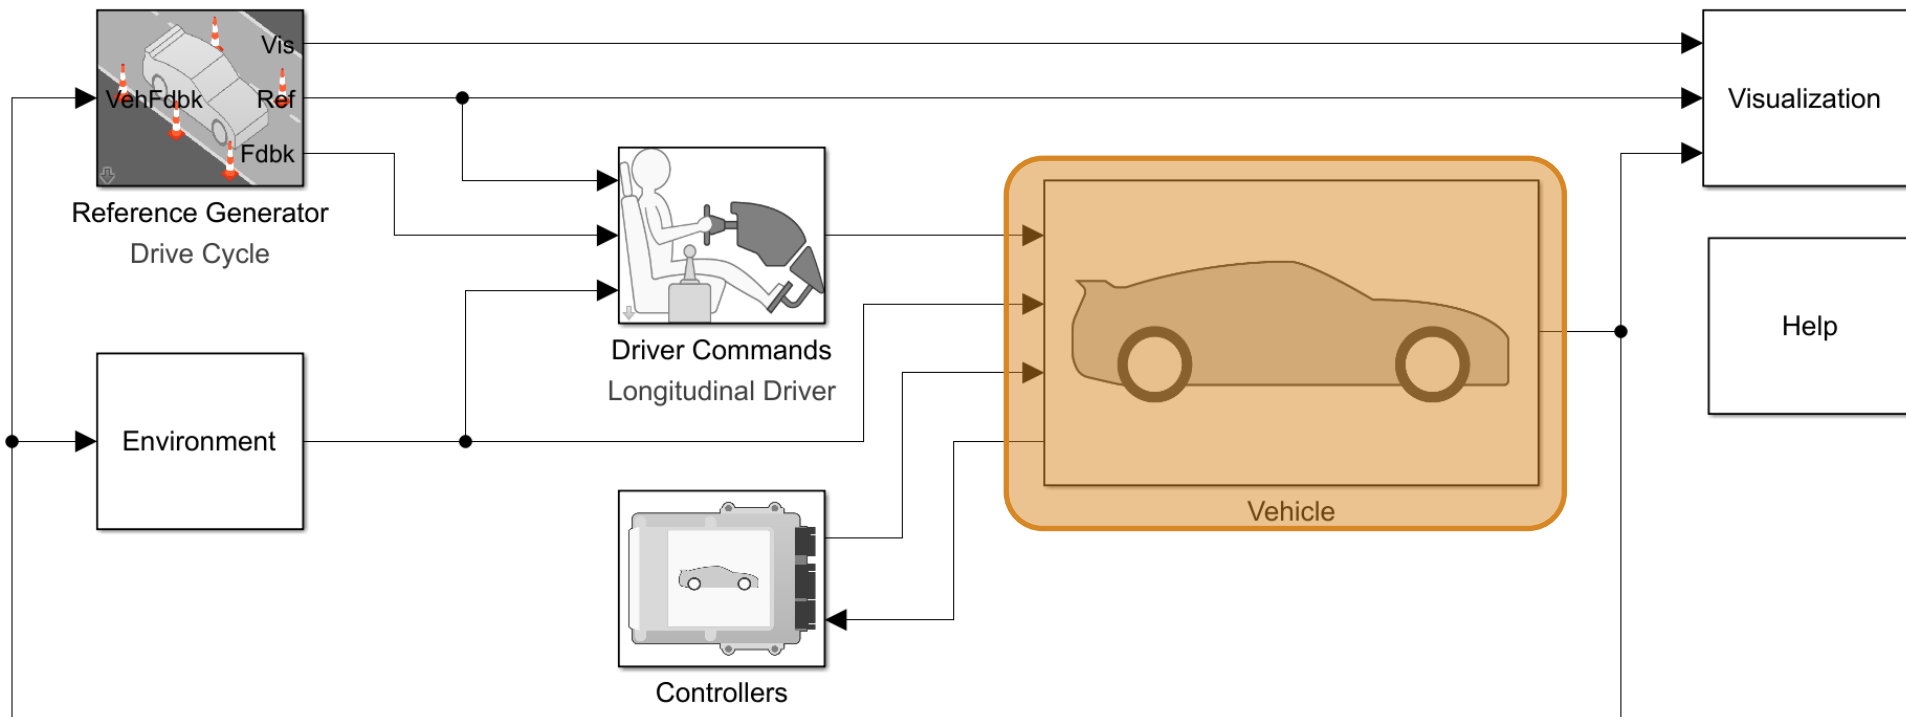 Vis
VehFdbk
Ref
Fdbk
Reference Generator
Drive Cycle
Visualization
Driver Commands
Longitudinal Driver
Help
Environment
Vehicle
Controllers